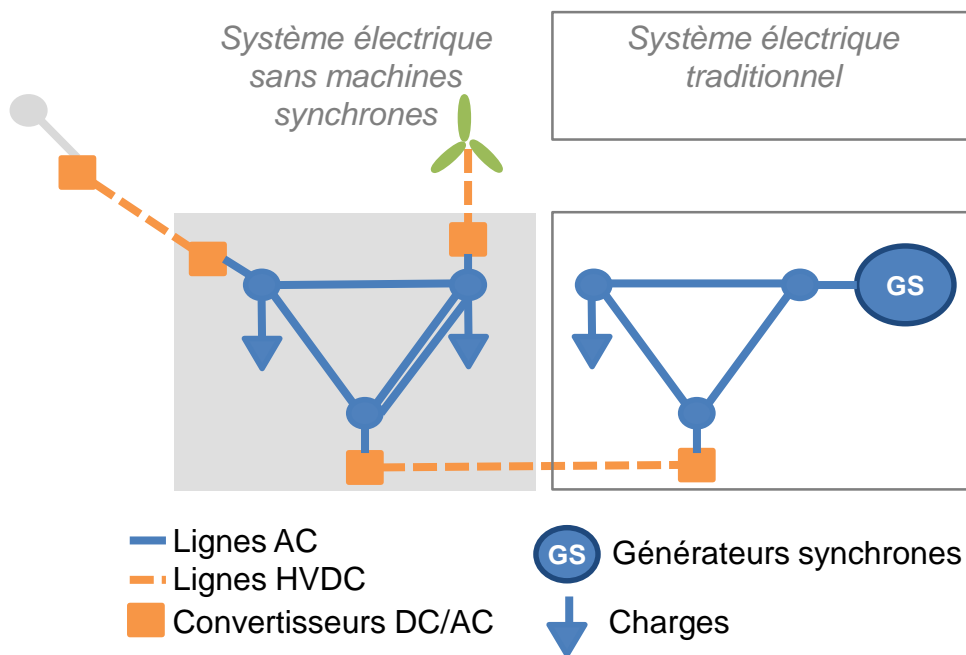 Système électrique
sans machines
synchrones
Système électrique
traditionnel
GS
Lignes AC
Lignes HVDC
Convertisseurs DC/AC
GS
Générateurs synchrones
Charges